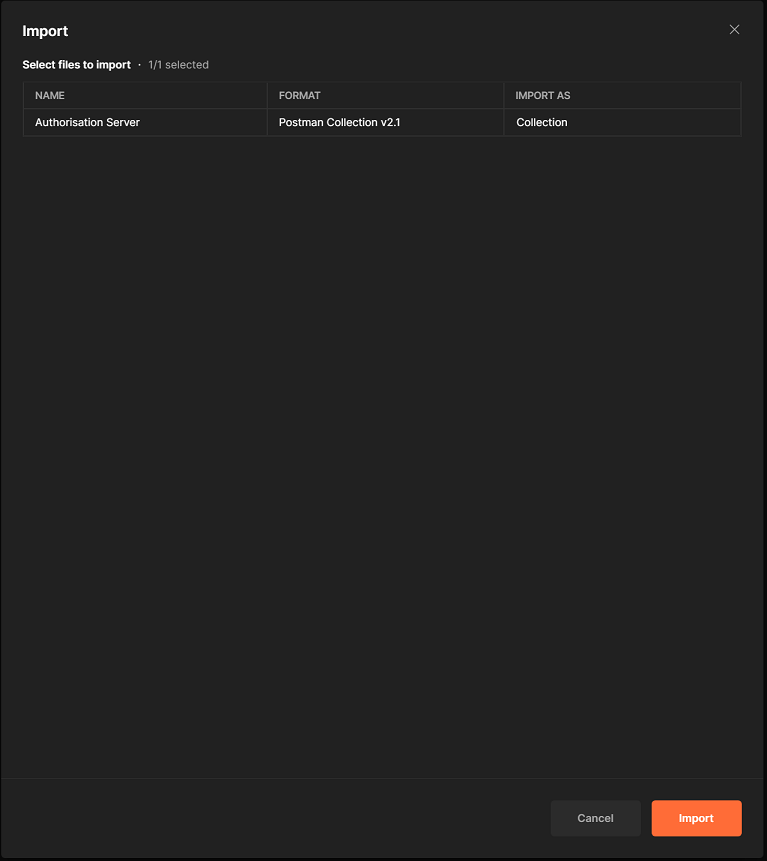 Import
Select files to import · 1/1 selected
NAME FORMAT IMPORT AS
Authorisation Server Postman Collection v2.1 Collection
Cancel Import